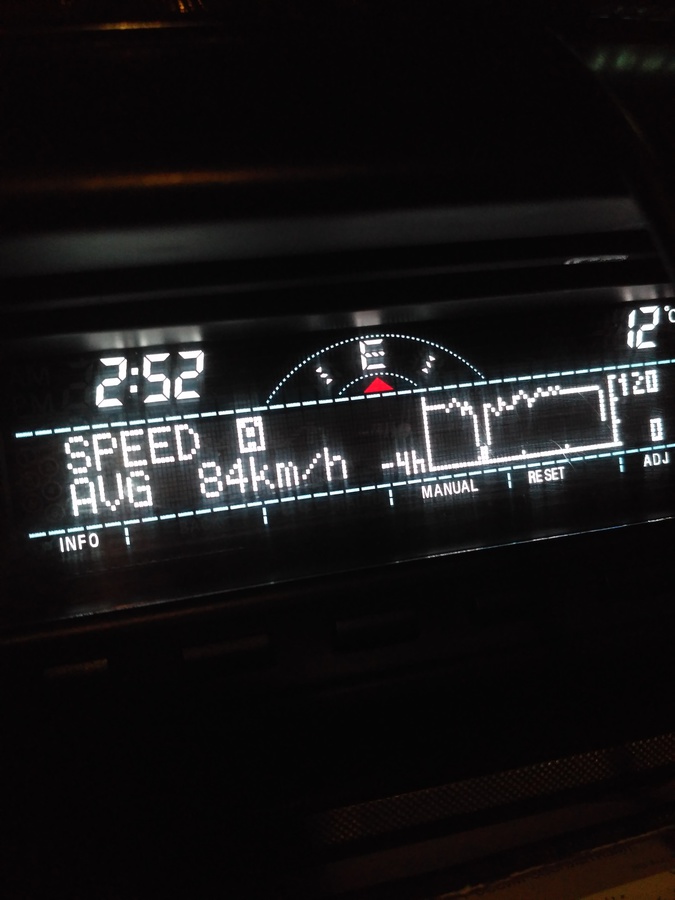 2:52
E
12°C
SPEED 0
AVG 84km/h
-4h
120
0
INFO
MANUAL
RESET
ADJ